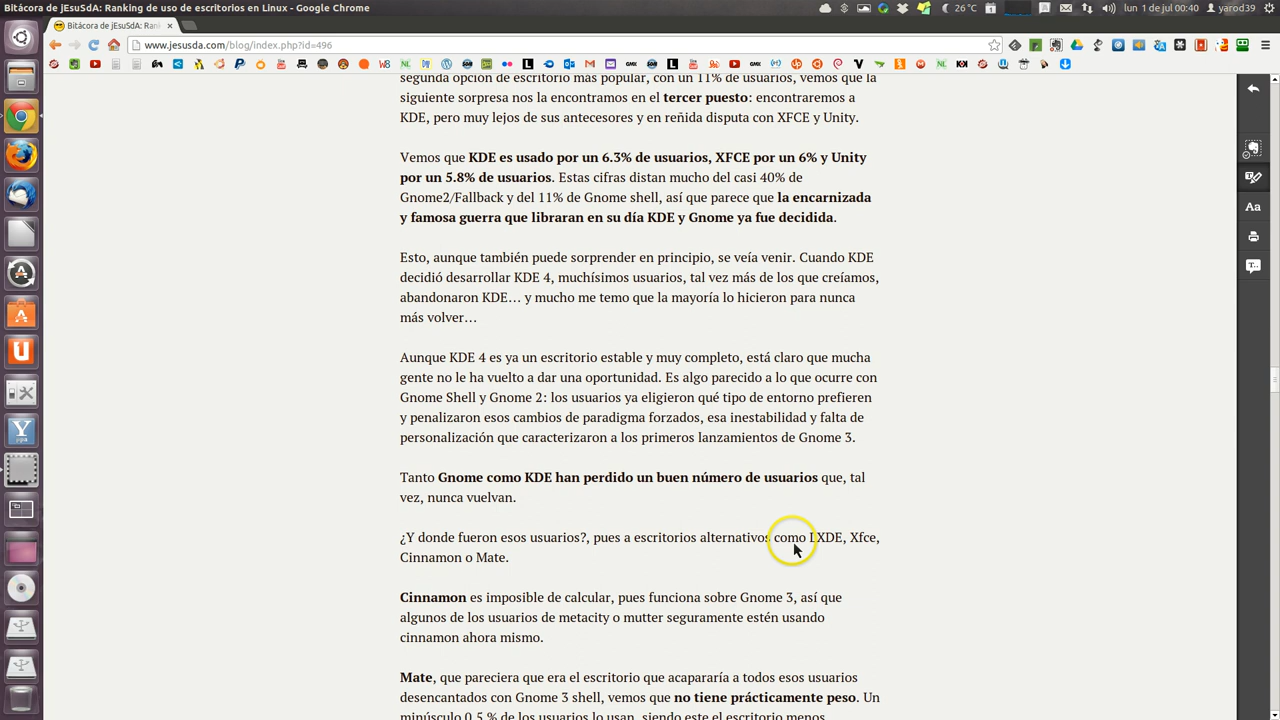 Bitácora de jEsuSdA: Ranking de uso de escritorios en Linux - Google Chrome
26°C
lun 1 de jul 00:40
yarod39
Bitácora de jEsuSdA: Rank
www.jesusda.com/blog/index.php?id=496
segunda opción de escritorio más popular, con un 11% de usuarios, vemos que la
siguiente sorpresa nos la encontramos en el tercer puesto: encontraremos a
KDE, pero muy lejos de sus antecesores y en reñida disputa con XFCE y Unity.
Vemos que KDE es usado por un 6.3% de usuarios, XFCE por un 6% y Unity
por un 5.8% de usuarios. Estas cifras distan mucho del casi 40% de
Gnome2/Fallback y del 11% de Gnome shell, así que parece que la encarnizada
y famosa guerra que libraran en su día KDE y Gnome ya fue decidida.
Esto, aunque también puede sorprender en principio, se veía venir. Cuando KDE
decidió desarrollar KDE 4, muchísimos usuarios, tal vez más de los que creíamos,
abandonaron KDE... y mucho me temo que la mayoría lo hicieron para nunca
más volver...
Aunque KDE 4 es ya un escritorio estable y muy completo, está claro que mucha
gente no le ha vuelto a dar una oportunidad. Es algo parecido a lo que ocurre con
Gnome Shell y Gnome 2: los usuarios ya eligieron qué tipo de entorno prefieren
y penalizaron esos cambios de paradigma forzados, esa inestabilidad y falta de
personalización que caracterizaron a los primeros lanzamientos de Gnome 3.
Tanto Gnome como KDE han perdido un buen número de usuarios que, tal
vez, nunca vuelvan.
¿Y donde fueron esos usuarios?, pues a escritorios alternativos como LXDE, Xfce,
Cinnamon o Mate.
Cinnamon es imposible de calcular, pues funciona sobre Gnome 3, así que
algunos de los usuarios de metacity o mutter seguramente estén usando
cinnamon ahora mismo.
Mate, que pareciera que era el escritorio que acapararía a todos esos usuarios
desencantados con Gnome 3 shell, vemos que no tiene prácticamente peso. Un
minúsculo 0.5 % de los usuarios lo usan, siendo este el escritorio menos
Aa